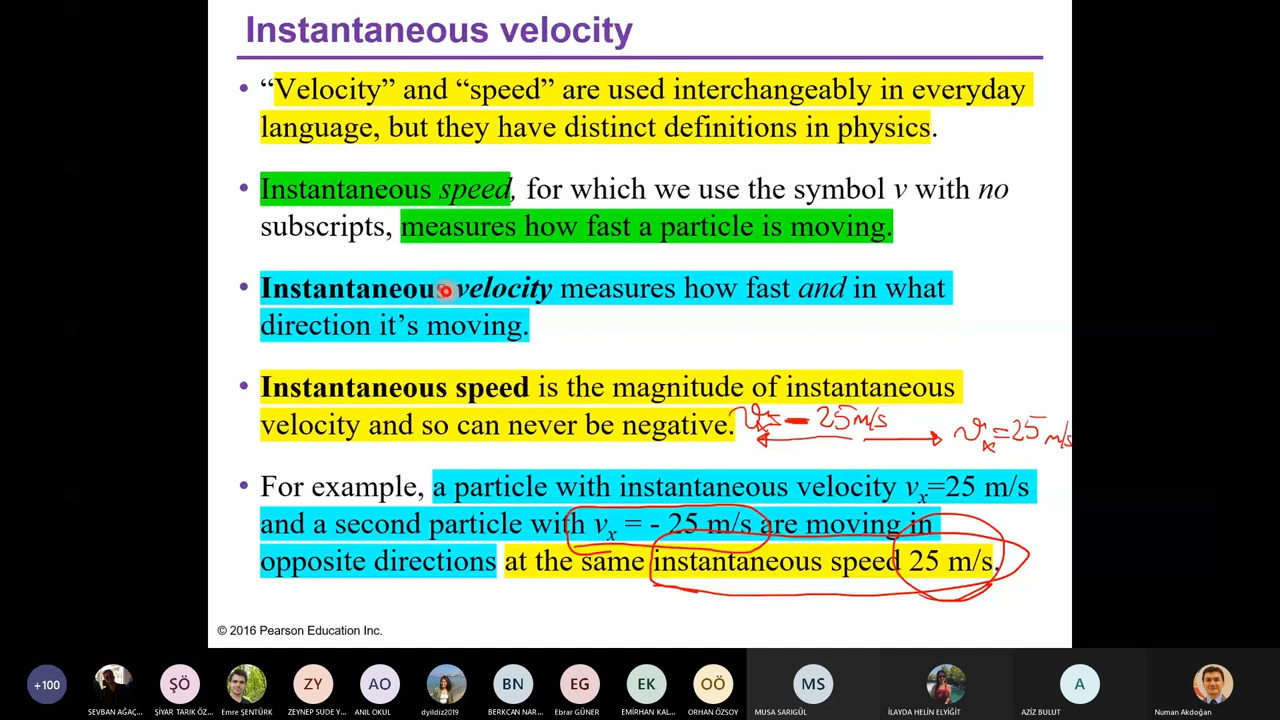 Instantaneous velocity
• “Velocity” and “speed” are used interchangeably in everyday
language, but they have distinct definitions in physics.
• Instantaneous speed, for which we use the symbol v with no
subscripts, measures how fast a particle is moving.
• Instantaneous velocity measures how fast and in what
direction it’s moving.
• Instantaneous speed is the magnitude of instantaneous
velocity and so can never be negative.
25 m/s
vx = 25 m/s
• For example, a particle with instantaneous velocity vx=25 m/s
and a second particle with vx = - 25 m/s are moving in
opposite directions at the same instantaneous speed 25 m/s.
© 2016 Pearson Education Inc.
+100
ŞÖ
ZY
AO
BN
EG
EK
OÖ
MS
A
SEVBAN AĞAÇ...
ŞİYAR TARIK ÖZ...
Emre ŞENTÜRK
ZEYNEP SUDE Y...
ANIL OKUL
dyildiz2019
BERKCAN NAR...
Ebrar GÜNER
EMİRHAN KAL...
ORHAN ÖZSOY
MUSA SARIGÜL
İLAYDA HELİN ELYİĞİT
AZİZ BULUT
Numan Akdoğan